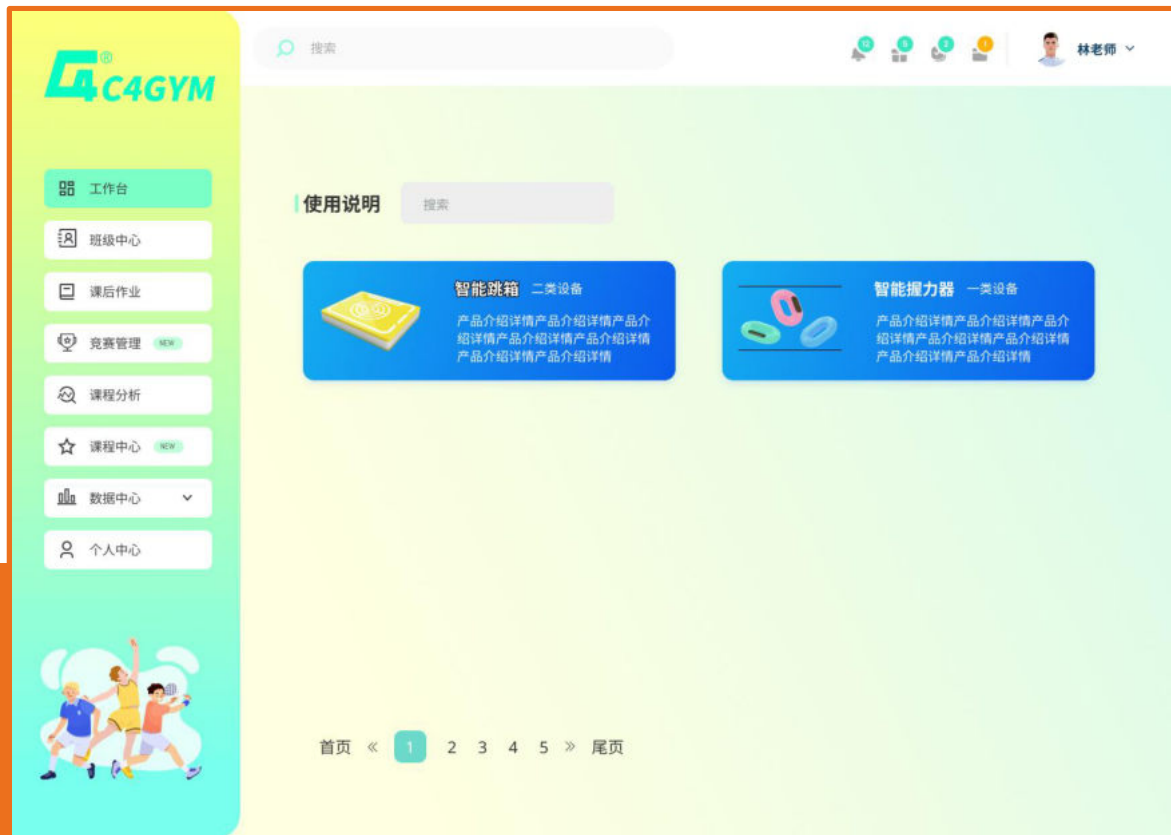 C4GYM®
搜索
12
5
2
1
林老师
工作台
班级中心
课后作业
竞赛管理 NEW
课程分析
课程中心 NEW
数据中心
个人中心
使用说明
搜索
智能跳箱 二类设备
产品介绍详情产品介绍详情产品介
绍详情产品介绍详情产品介绍详情
产品介绍详情产品介绍详情
智能握力器 一类设备
产品介绍详情产品介绍详情产品介
绍详情产品介绍详情产品介绍详情
产品介绍详情产品介绍详情
首页 « 1 2 3 4 5 » 尾页